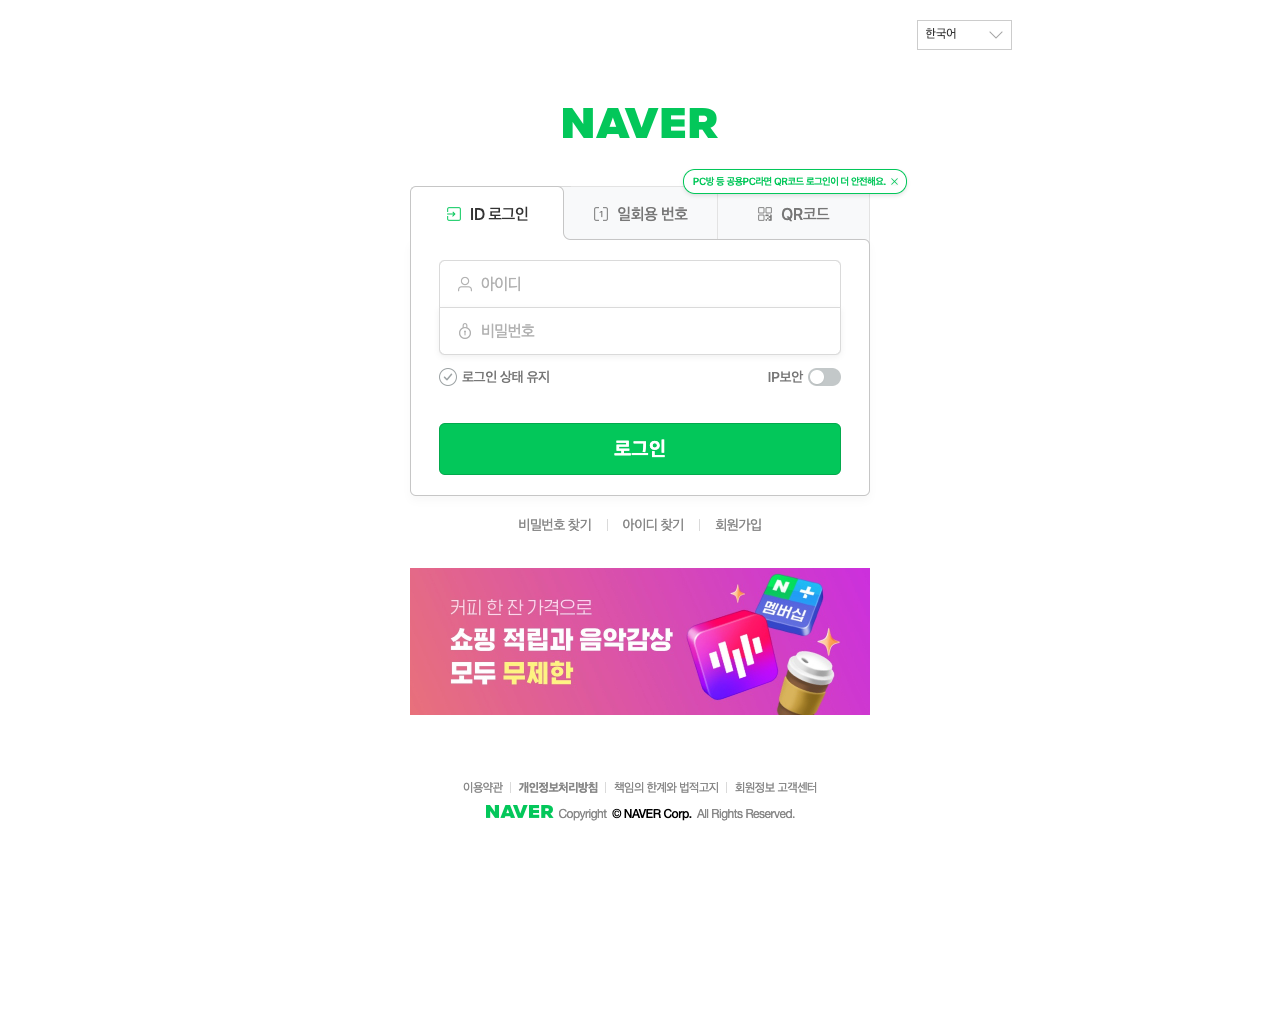 한국어
NAVER
PC방 등 공용PC라면 QR코드 로그인이 더 안전해요.
ID 로그인
일회용 번호
QR코드
아이디
비밀번호
로그인 상태 유지
IP보안
로그인
비밀번호 찾기
아이디 찾기
회원가입
커피 한 잔 가격으로
쇼핑 적립과 음악감상
모두 무제한
N +
멤버십
이용약관
개인정보처리방침
책임의 한계와 법적고지
회원정보 고객센터
NAVER Copyright © NAVER Corp. All Rights Reserved.